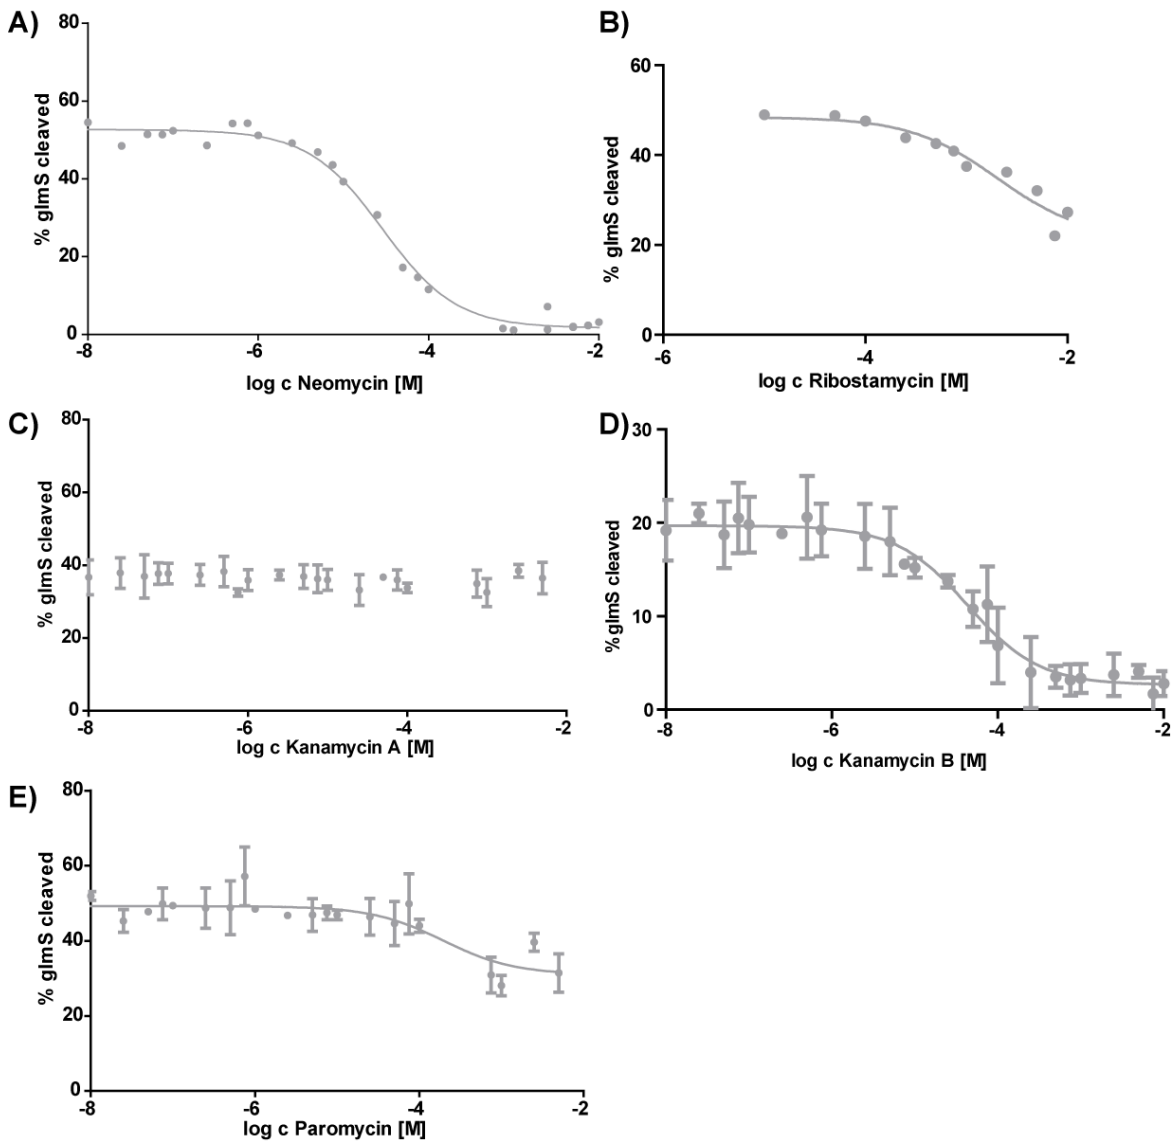 A)
80
60
40
20
0
% glmS cleaved
-8 -6 -4 -2
log c Neomycin [M]
B)
60
40
20
0
% glmS cleaved
-6 -4 -2
log c Ribostamycin [M]
C)
80
60
40
20
0
% glmS cleaved
-8 -6 -4 -2
log c Kanamycin A [M]
D)
30
20
10
0
%glmS cleaved
-8 -6 -4 -2
log c Kanamycin B [M]
E)
80
60
40
20
0
% glmS cleaved
-8 -6 -4 -2
log c Paromycin [M]